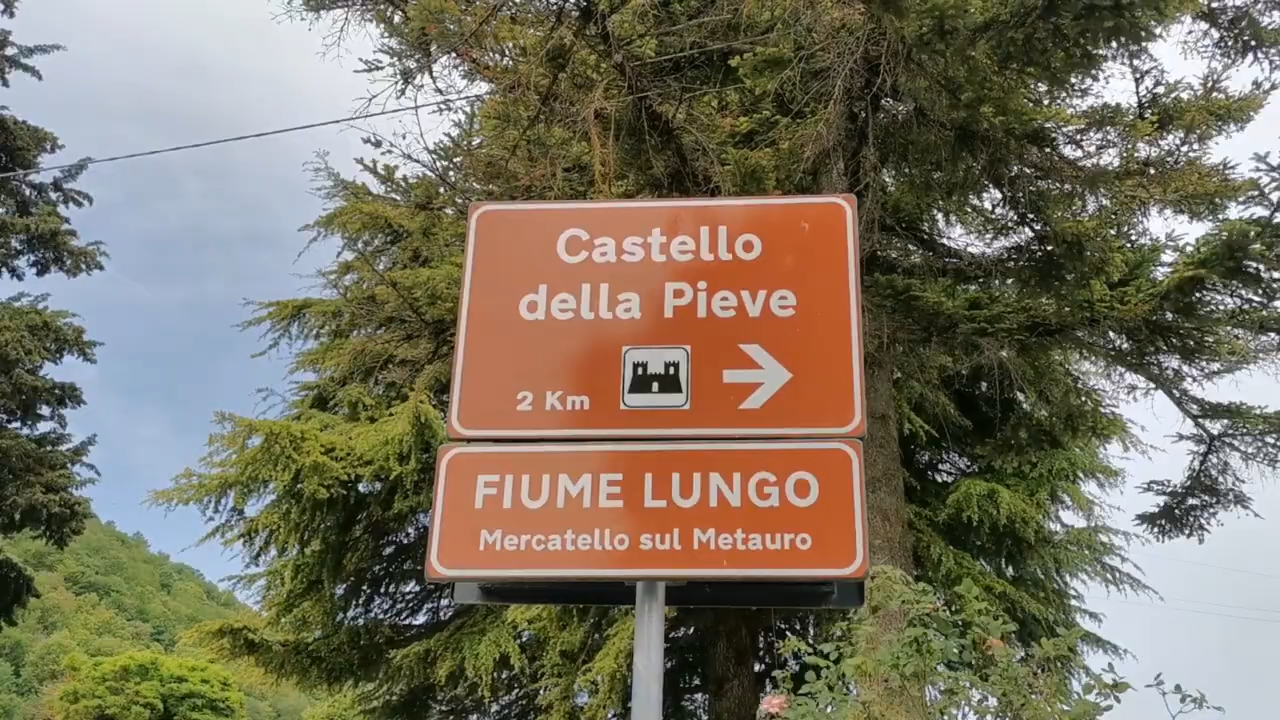 Castello
della Pieve
2 Km
FIUME LUNGO
Mercatello sul Metauro